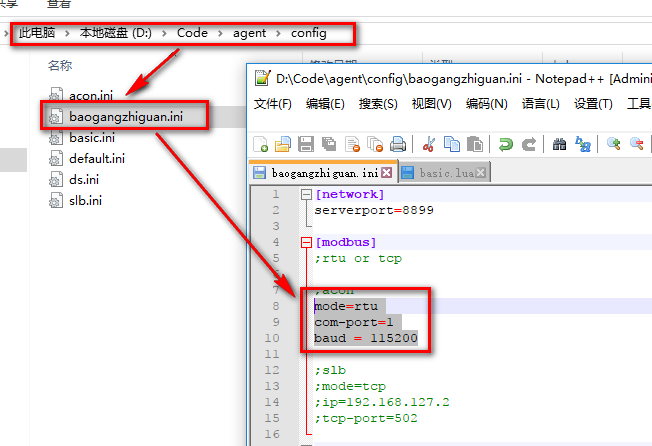 共享 查看
此电脑 > 本地磁盘 (D:) > Code > agent > config
名称
acon.ini
baogangzhiguan.ini
basic.ini
default.ini
ds.ini
slb.ini
D:\Code\agent\config\baogangzhiguan.ini - Notepad++ [Admini
文件(F) 编辑(E) 搜索(S) 视图(V) 编码(N) 语言(L) 设置(T) 工具
baogangzhiguan.ini basic.lua
1 [network]
2 serverport=8899
3
4 [modbus]
5 ;rtu or tcp
6
7 ;acon
8 mode=rtu
9 com-port=1
10 baud = 115200
11
12 ;slb
13 ;mode=tcp
14 ;ip=192.168.127.2
15 ;tcp-port=502
16